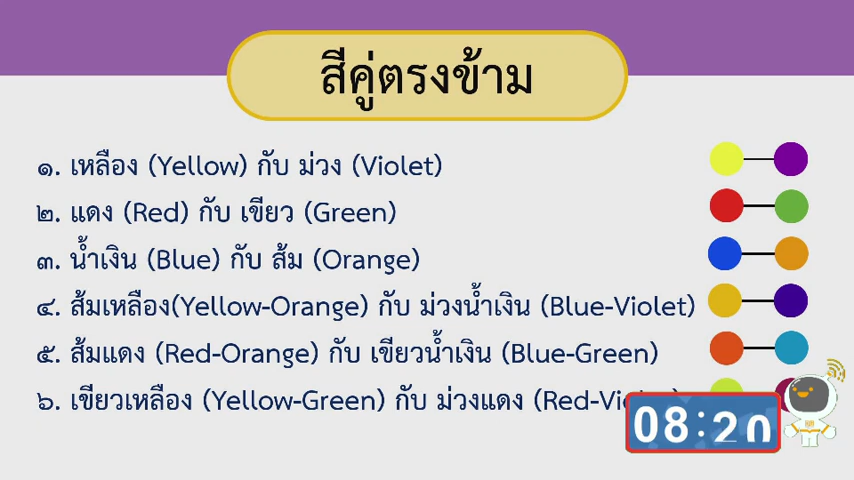 สีคู่ตรงข้าม
๑. เหลือง (Yellow) กับ ม่วง (Violet)
๒. แดง (Red) กับ เขียว (Green)
๓. น้ำเงิน (Blue) กับ ส้ม (Orange)
๔. ส้มเหลือง(Yellow-Orange) กับ ม่วงน้ำเงิน (Blue-Violet)
๕. ส้มแดง (Red-Orange) กับ เขียวน้ำเงิน (Blue-Green)
๖. เขียวเหลือง (Yellow-Green) กับ ม่วงแดง
08:20